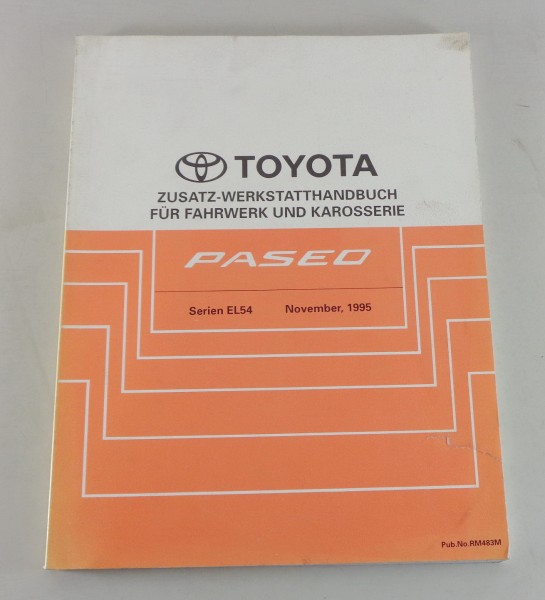 TOYOTA
ZUSATZ-WERKSTATTHANDBUCH
FÜR FAHRWERK UND KAROSSERIE
PASEO
Serien EL54 November, 1995
Pub.No.RM483M